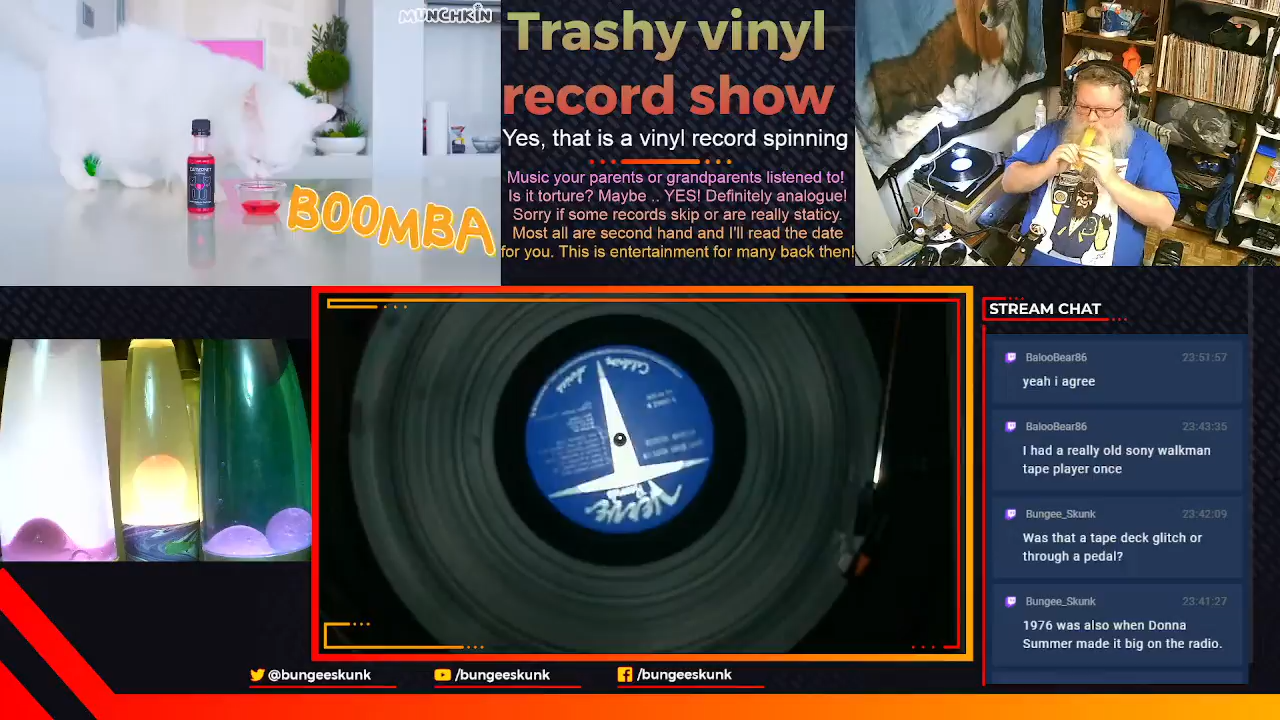 MUNCHKIN
BOOMBA
Trashy vinyl
record show
Yes, that is a vinyl record spinning
Music your parents or grandparents listened to!
Is it torture? Maybe .. YES! Definitely analogue!
Sorry if some records skip or are really staticy.
Most all are second hand and I'll read the date
for you. This is entertainment for many back then!
STREAM CHAT
BalooBear86 23:51:57
yeah i agree
BalooBear86 23:43:35
I had a really old sony walkman
tape player once
Bungee_Skunk 23:42:09
Was that a tape deck glitch or
through a pedal?
Bungee_Skunk 23:41:27
1976 was also when Donna
Summer made it big on the radio.
@bungeeskunk
/bungeeskunk
/bungeeskunk